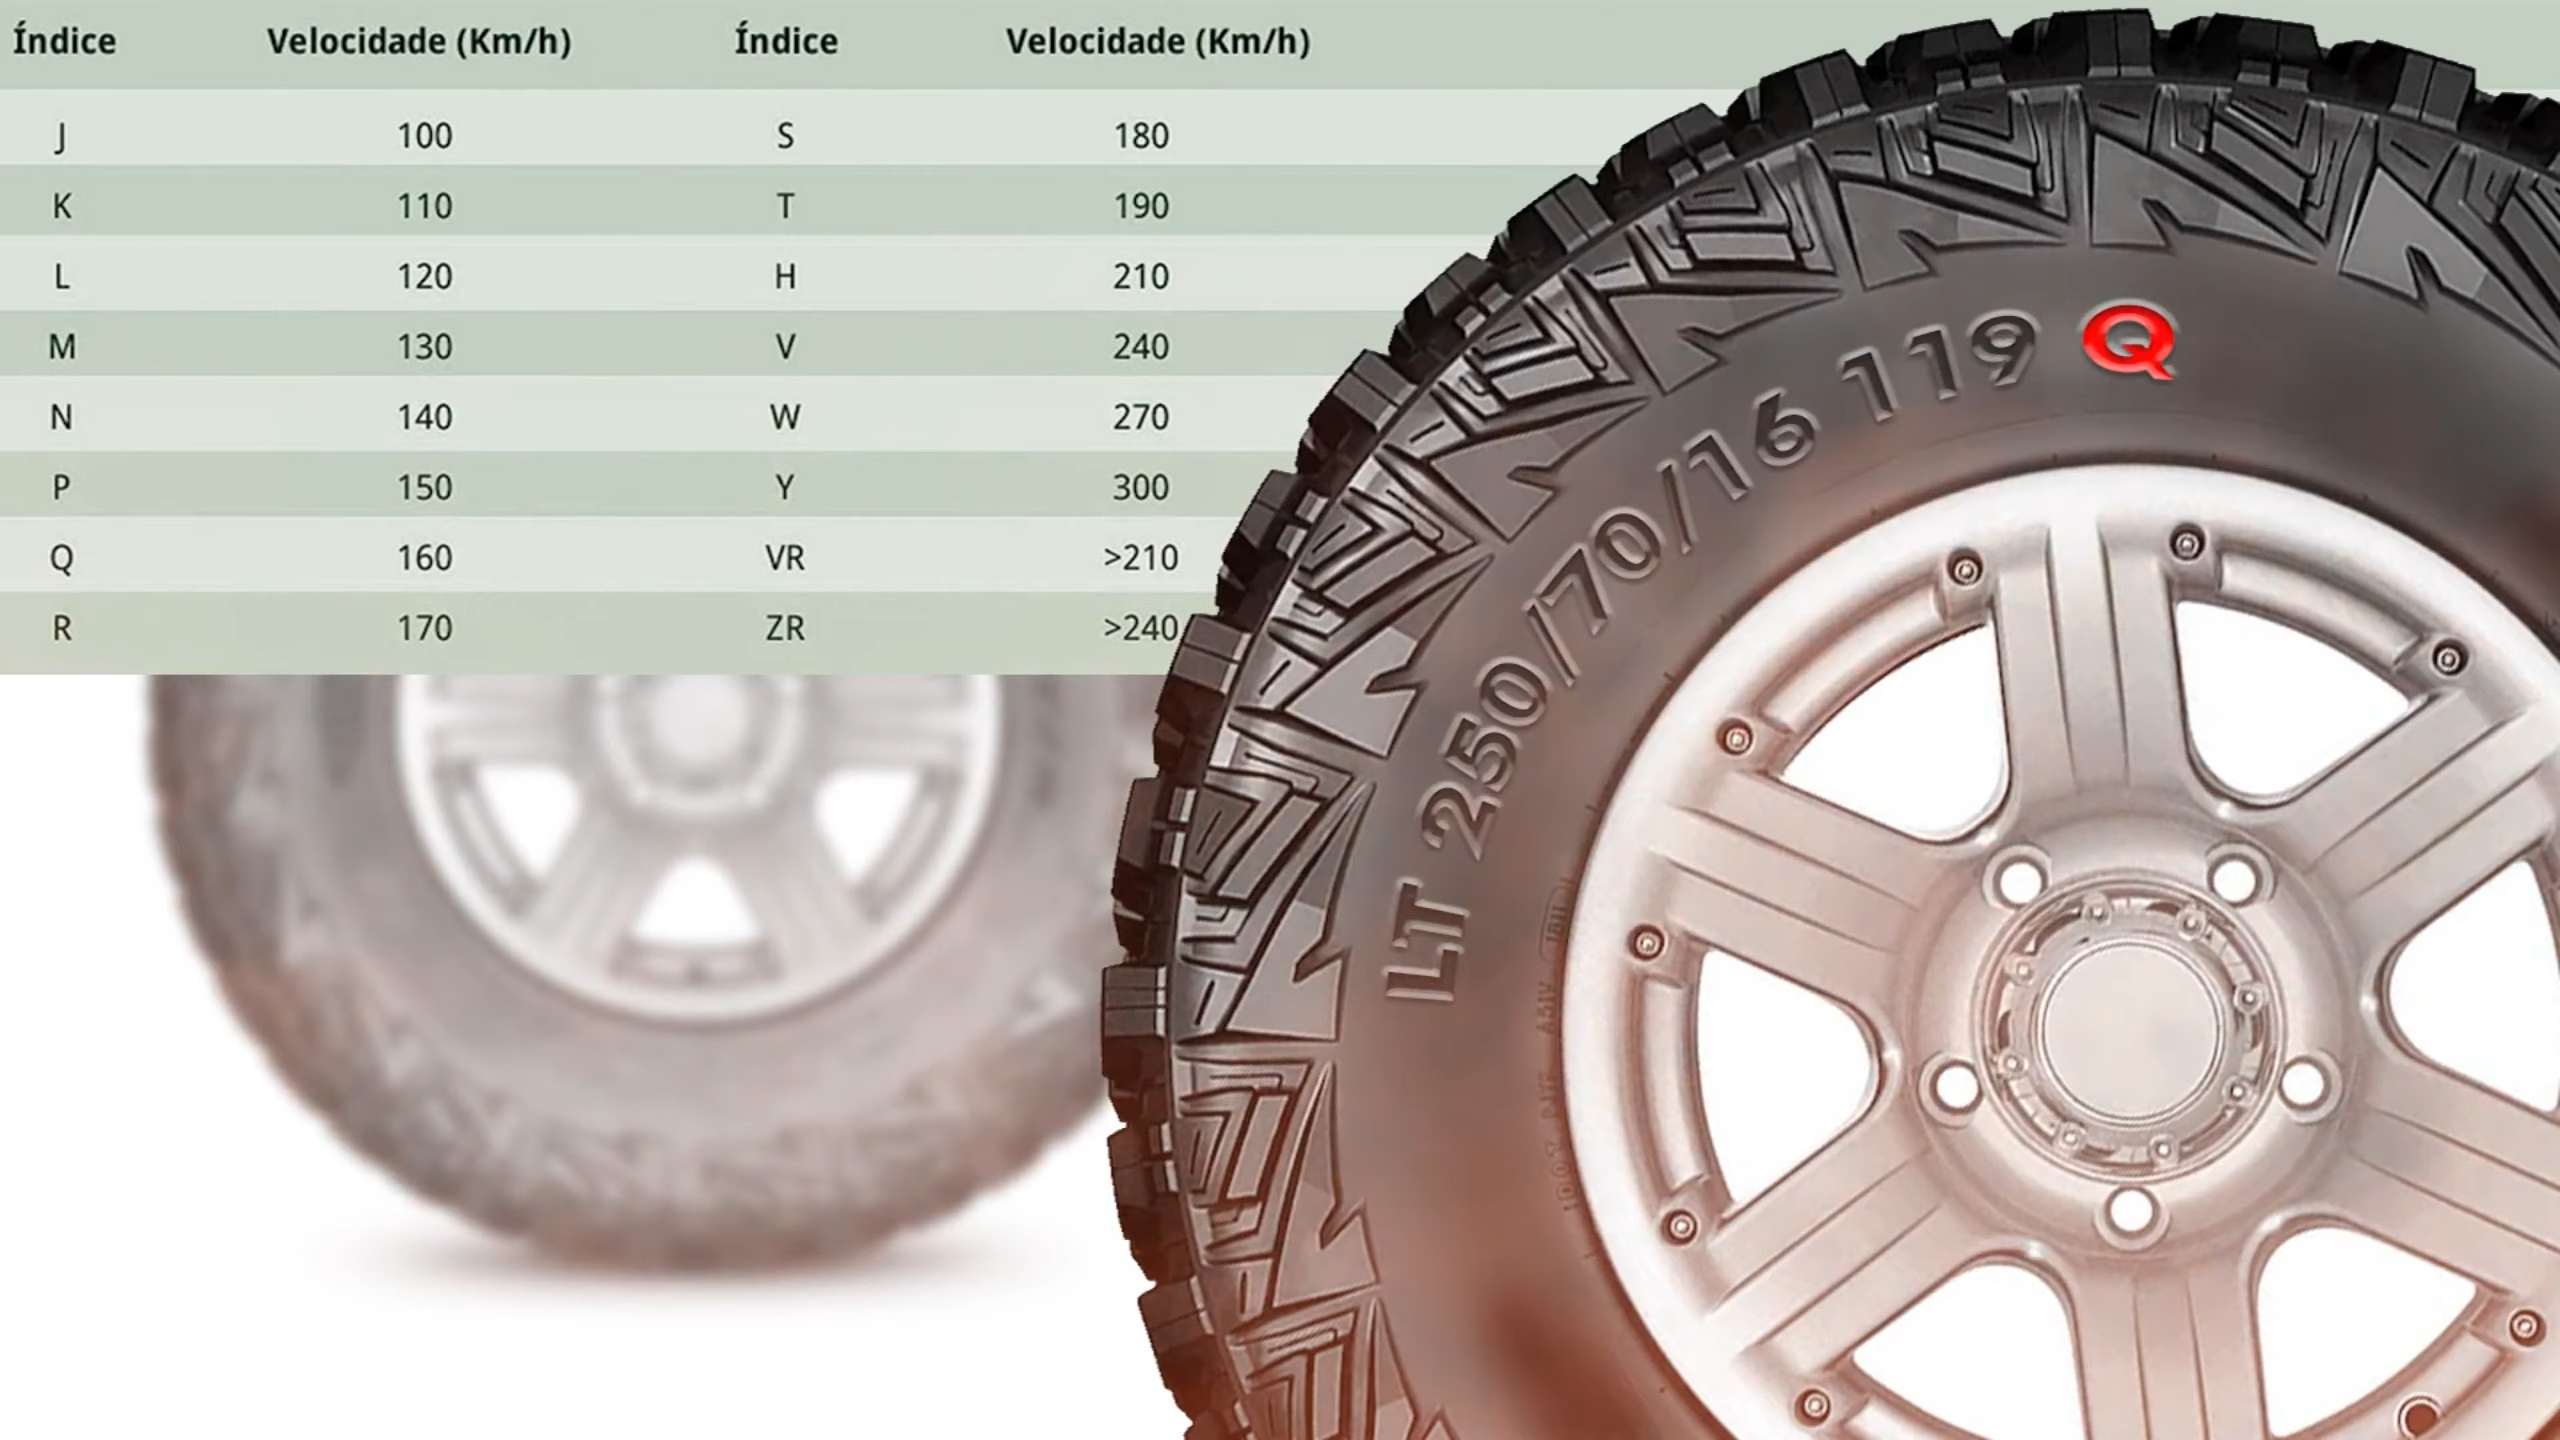 Índice Velocidade (Km/h) Índice Velocidade (Km/h)
J 100 S 180
K 110 T 190
L 120 H 210
M 130 V 240
N 140 W 270
P 150 Y 300
Q 160 VR >210
R 170 ZR >240
LT 250/70/16 119 Q